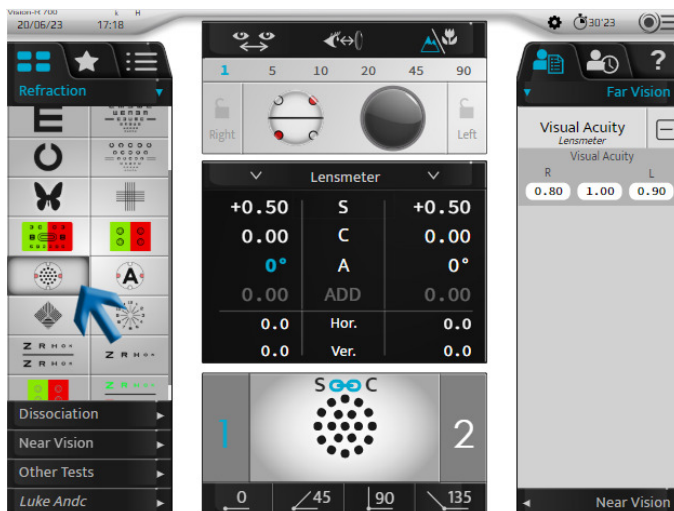 Vision-R 700
L H
20/06/23 17:18
30'23
Refraction
E
A
Z R H O K
Z R H O K
Z R H O K
Dissociation
Near Vision
Other Tests
Luke Andc
1 5 10 20 45 90
Right
Left
Lensmeter
+0.50 S +0.50
0.00 C 0.00
0° A 0°
0.00 ADD 0.00
0.0 Hor. 0.0
0.0 Ver. 0.0
S C
1
2
0 45 90 135
?
Far Vision
Visual Acuity
Lensmeter
Visual Acuity
R L
0.80 1.00 0.90
Near Vision